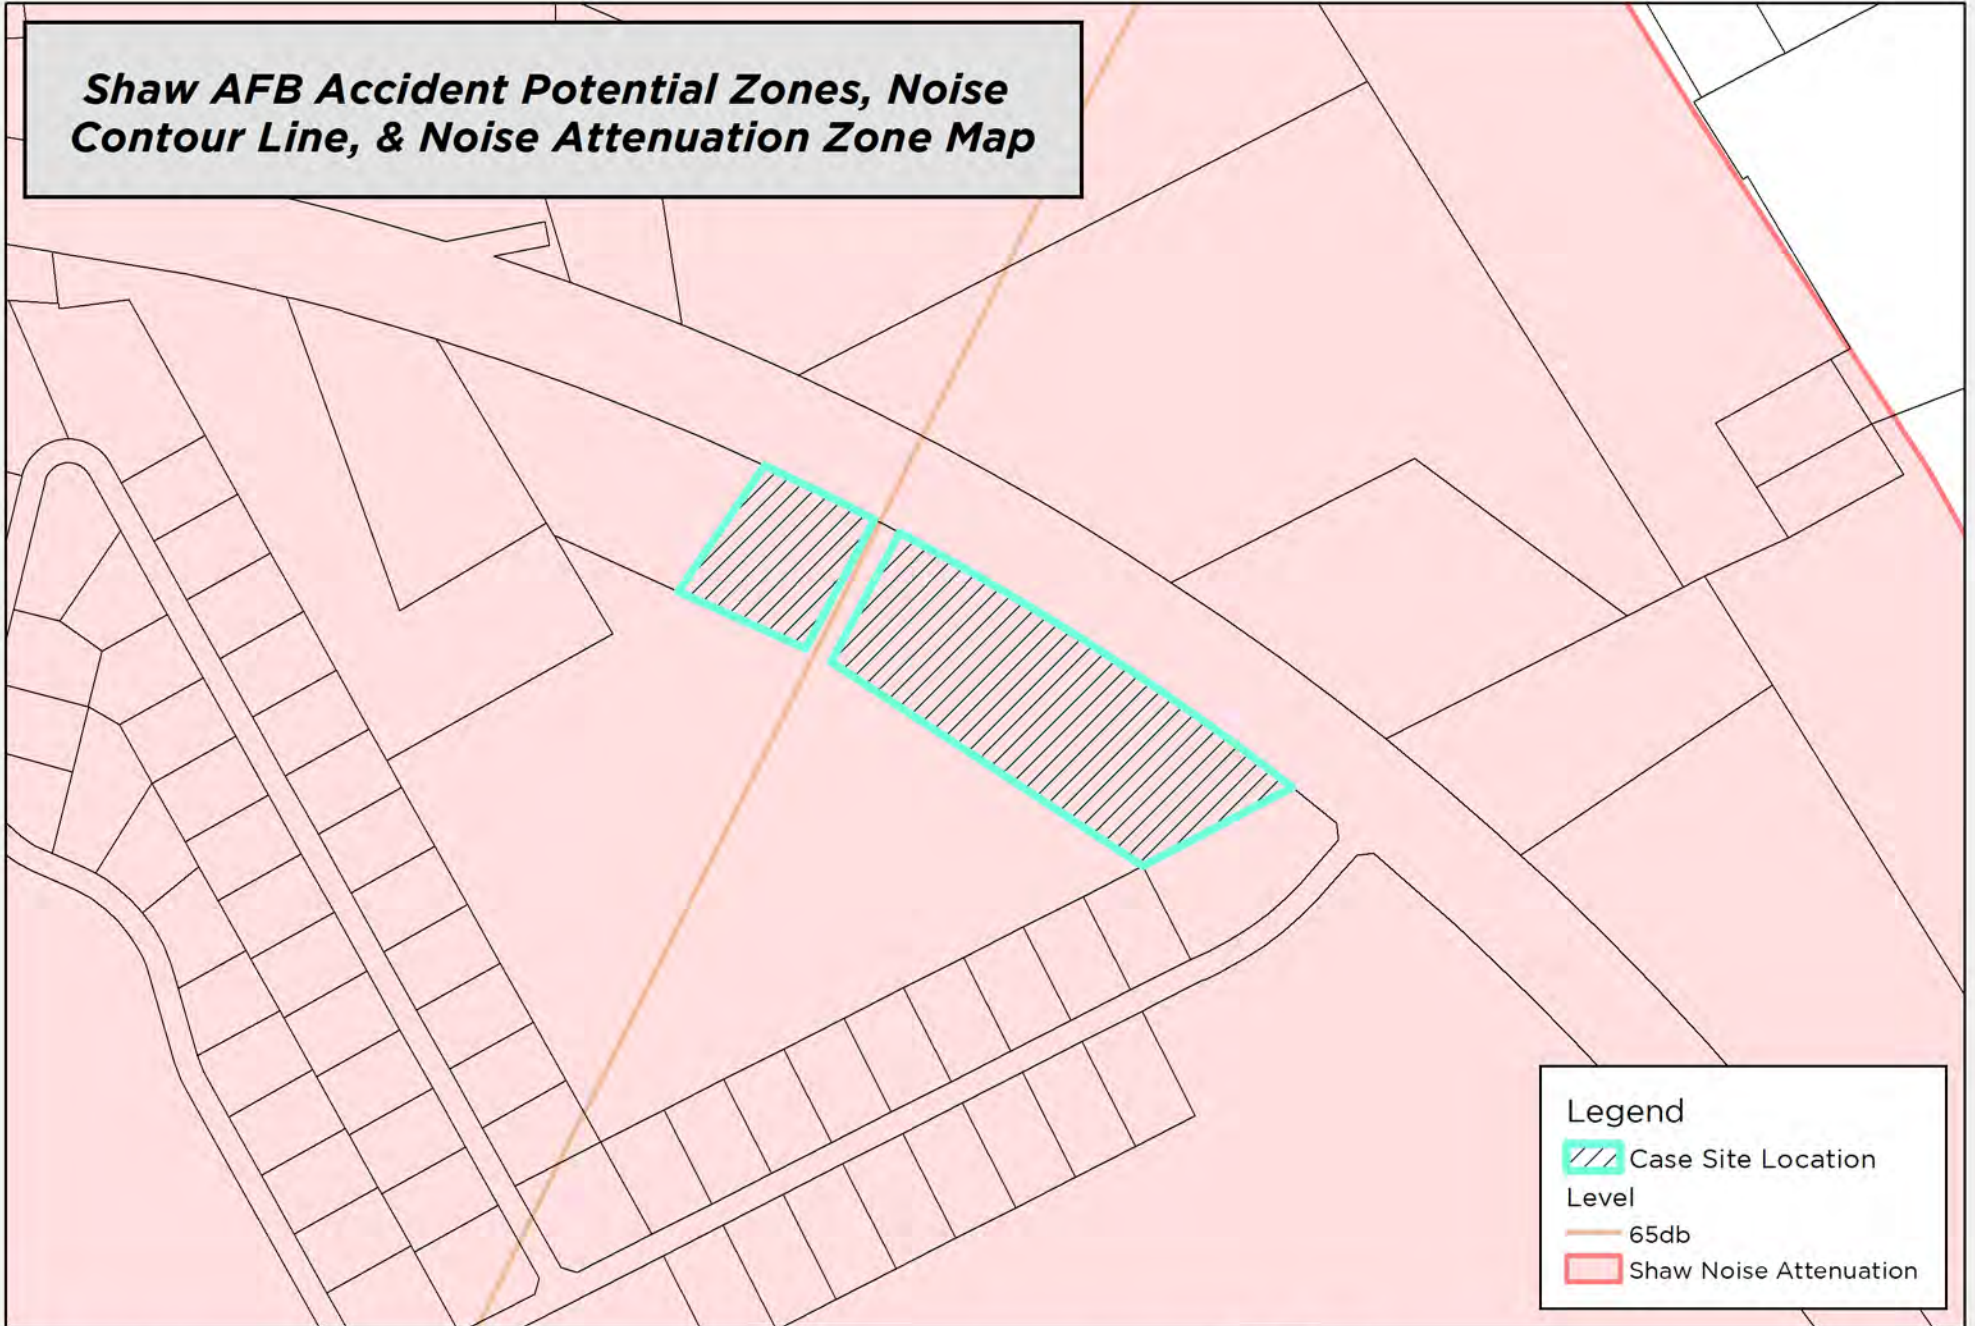 Shaw AFB Accident Potential Zones, Noise
Contour Line, & Noise Attenuation Zone Map
Legend
Case Site Location
Level
65db
Shaw Noise Attenuation